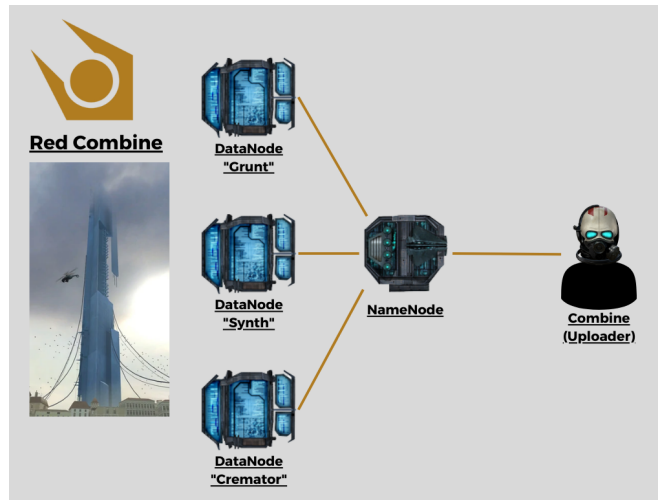 Red Combine
DataNode
"Grunt"
DataNode
"Synth"
DataNode
"Cremator"
NameNode
Combine
(Uploader)